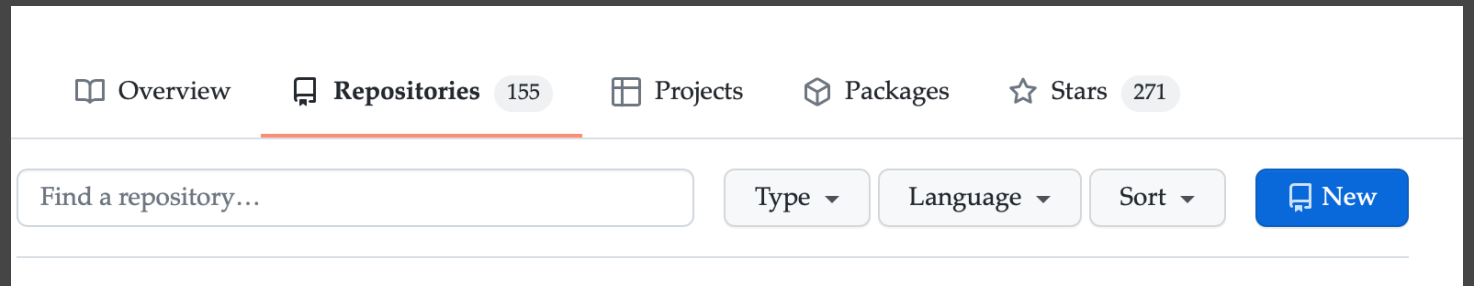 Overview Repositories 155 Projects Packages Stars 271
Find a repository... Type Language Sort New